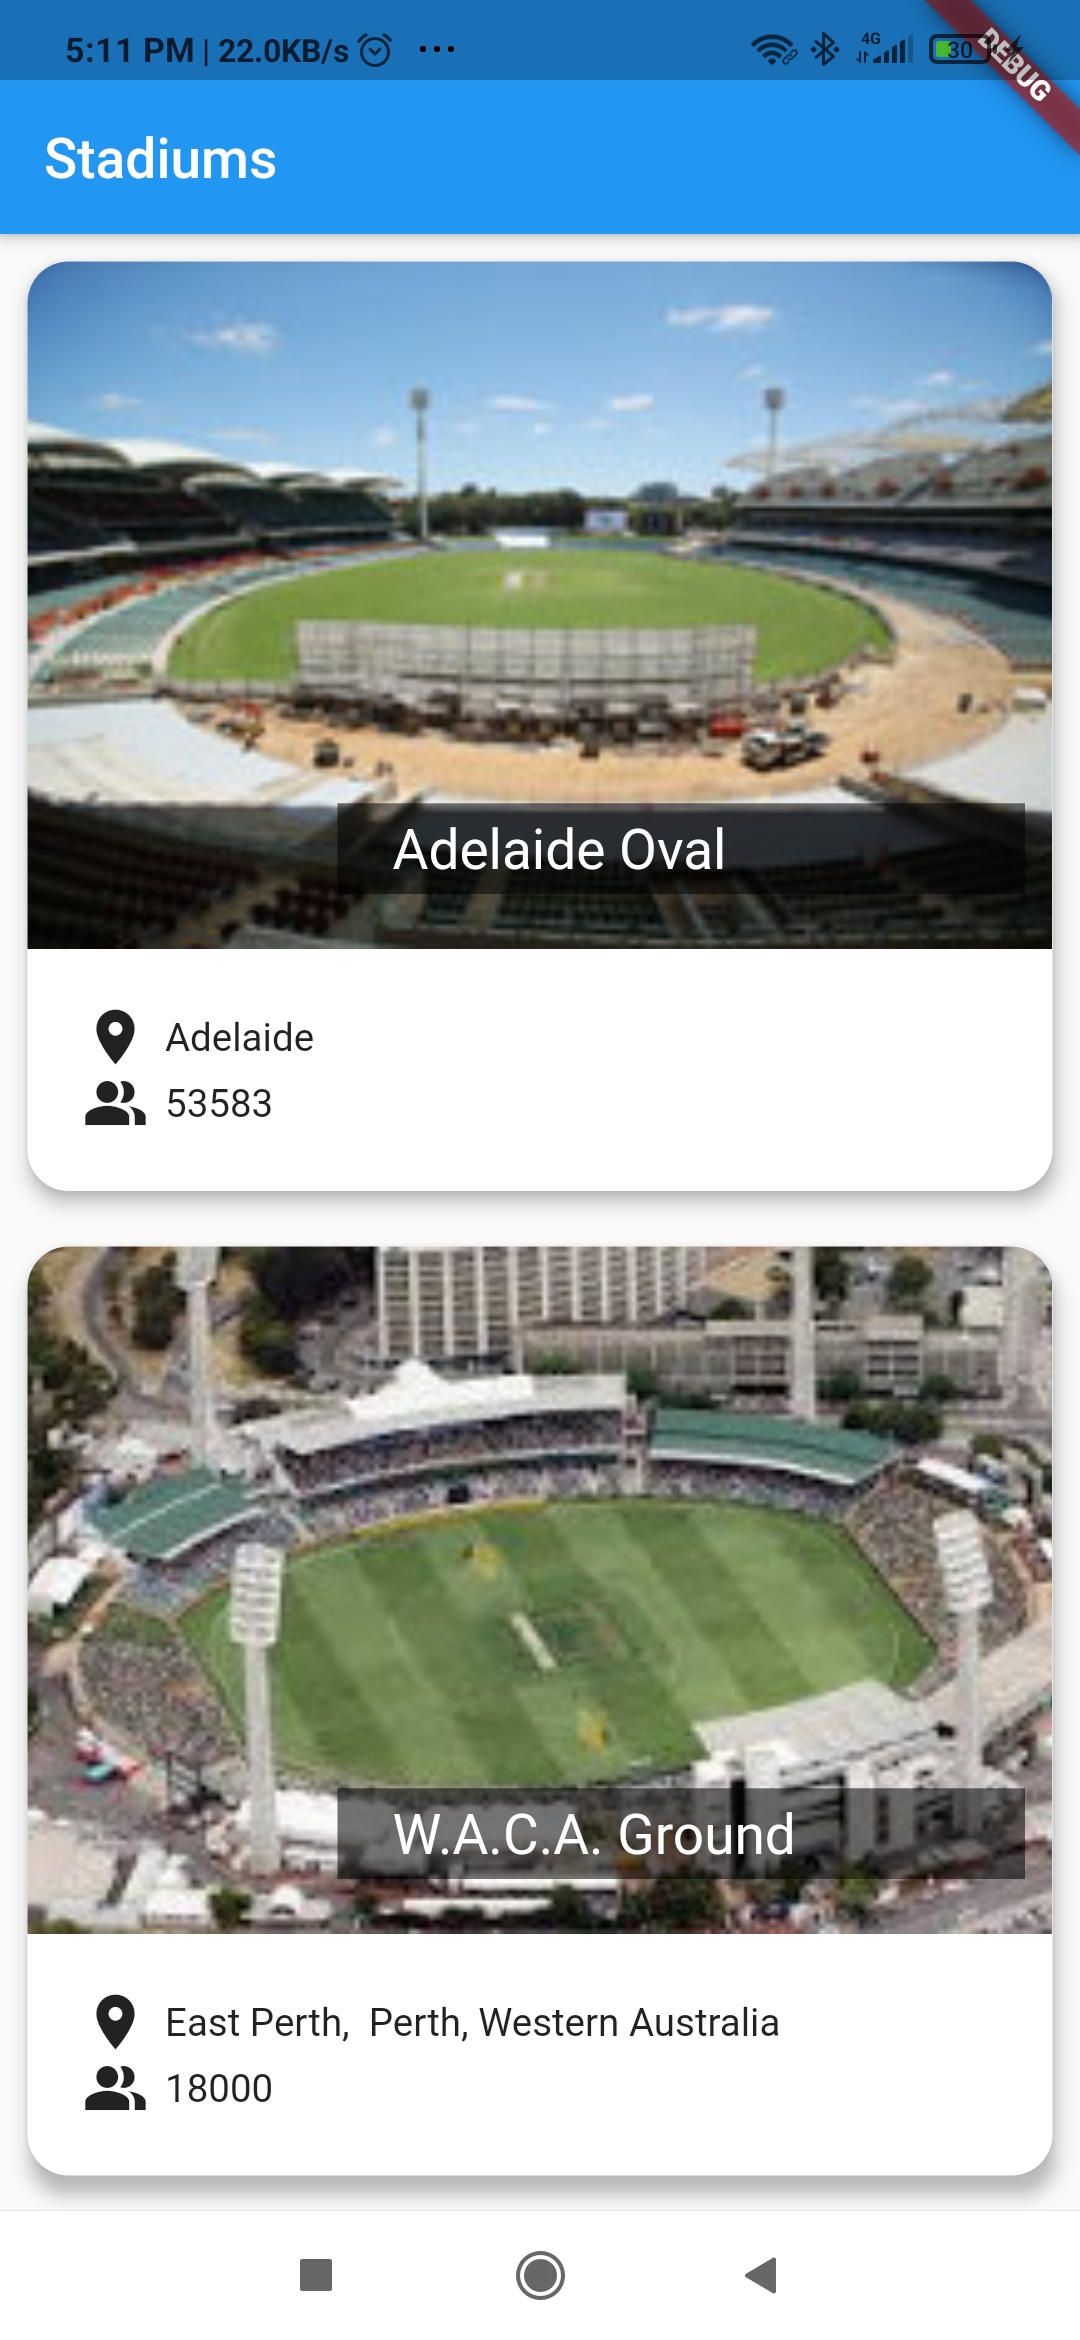 5:11 PM | 22.0KB/s ...
4G
30
DEBUG
Stadiums
Adelaide Oval
Adelaide
53583
W.A.C.A. Ground
East Perth,  Perth, Western Australia
18000